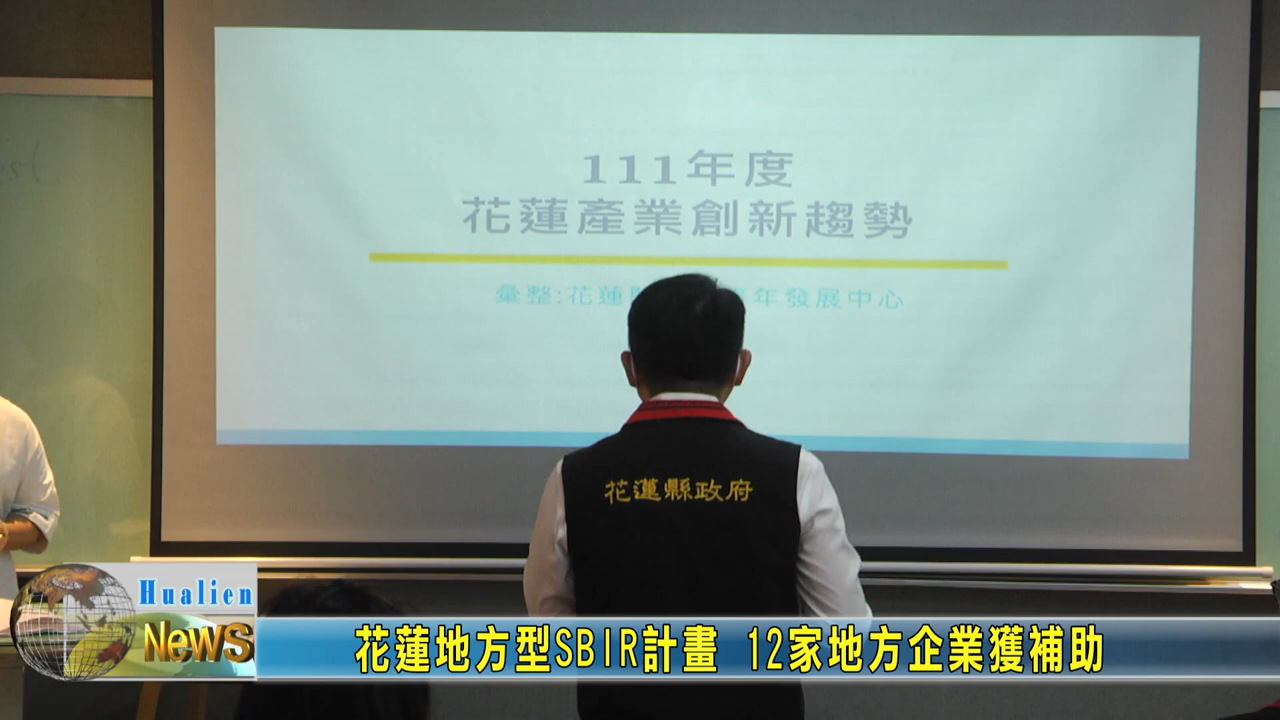 111年度
花蓮產業創新趨勢
彙整:花蓮 年發展中心
花蓮縣政府
Hualien
News
花蓮地方型SBIR計畫 12家地方企業獲補助